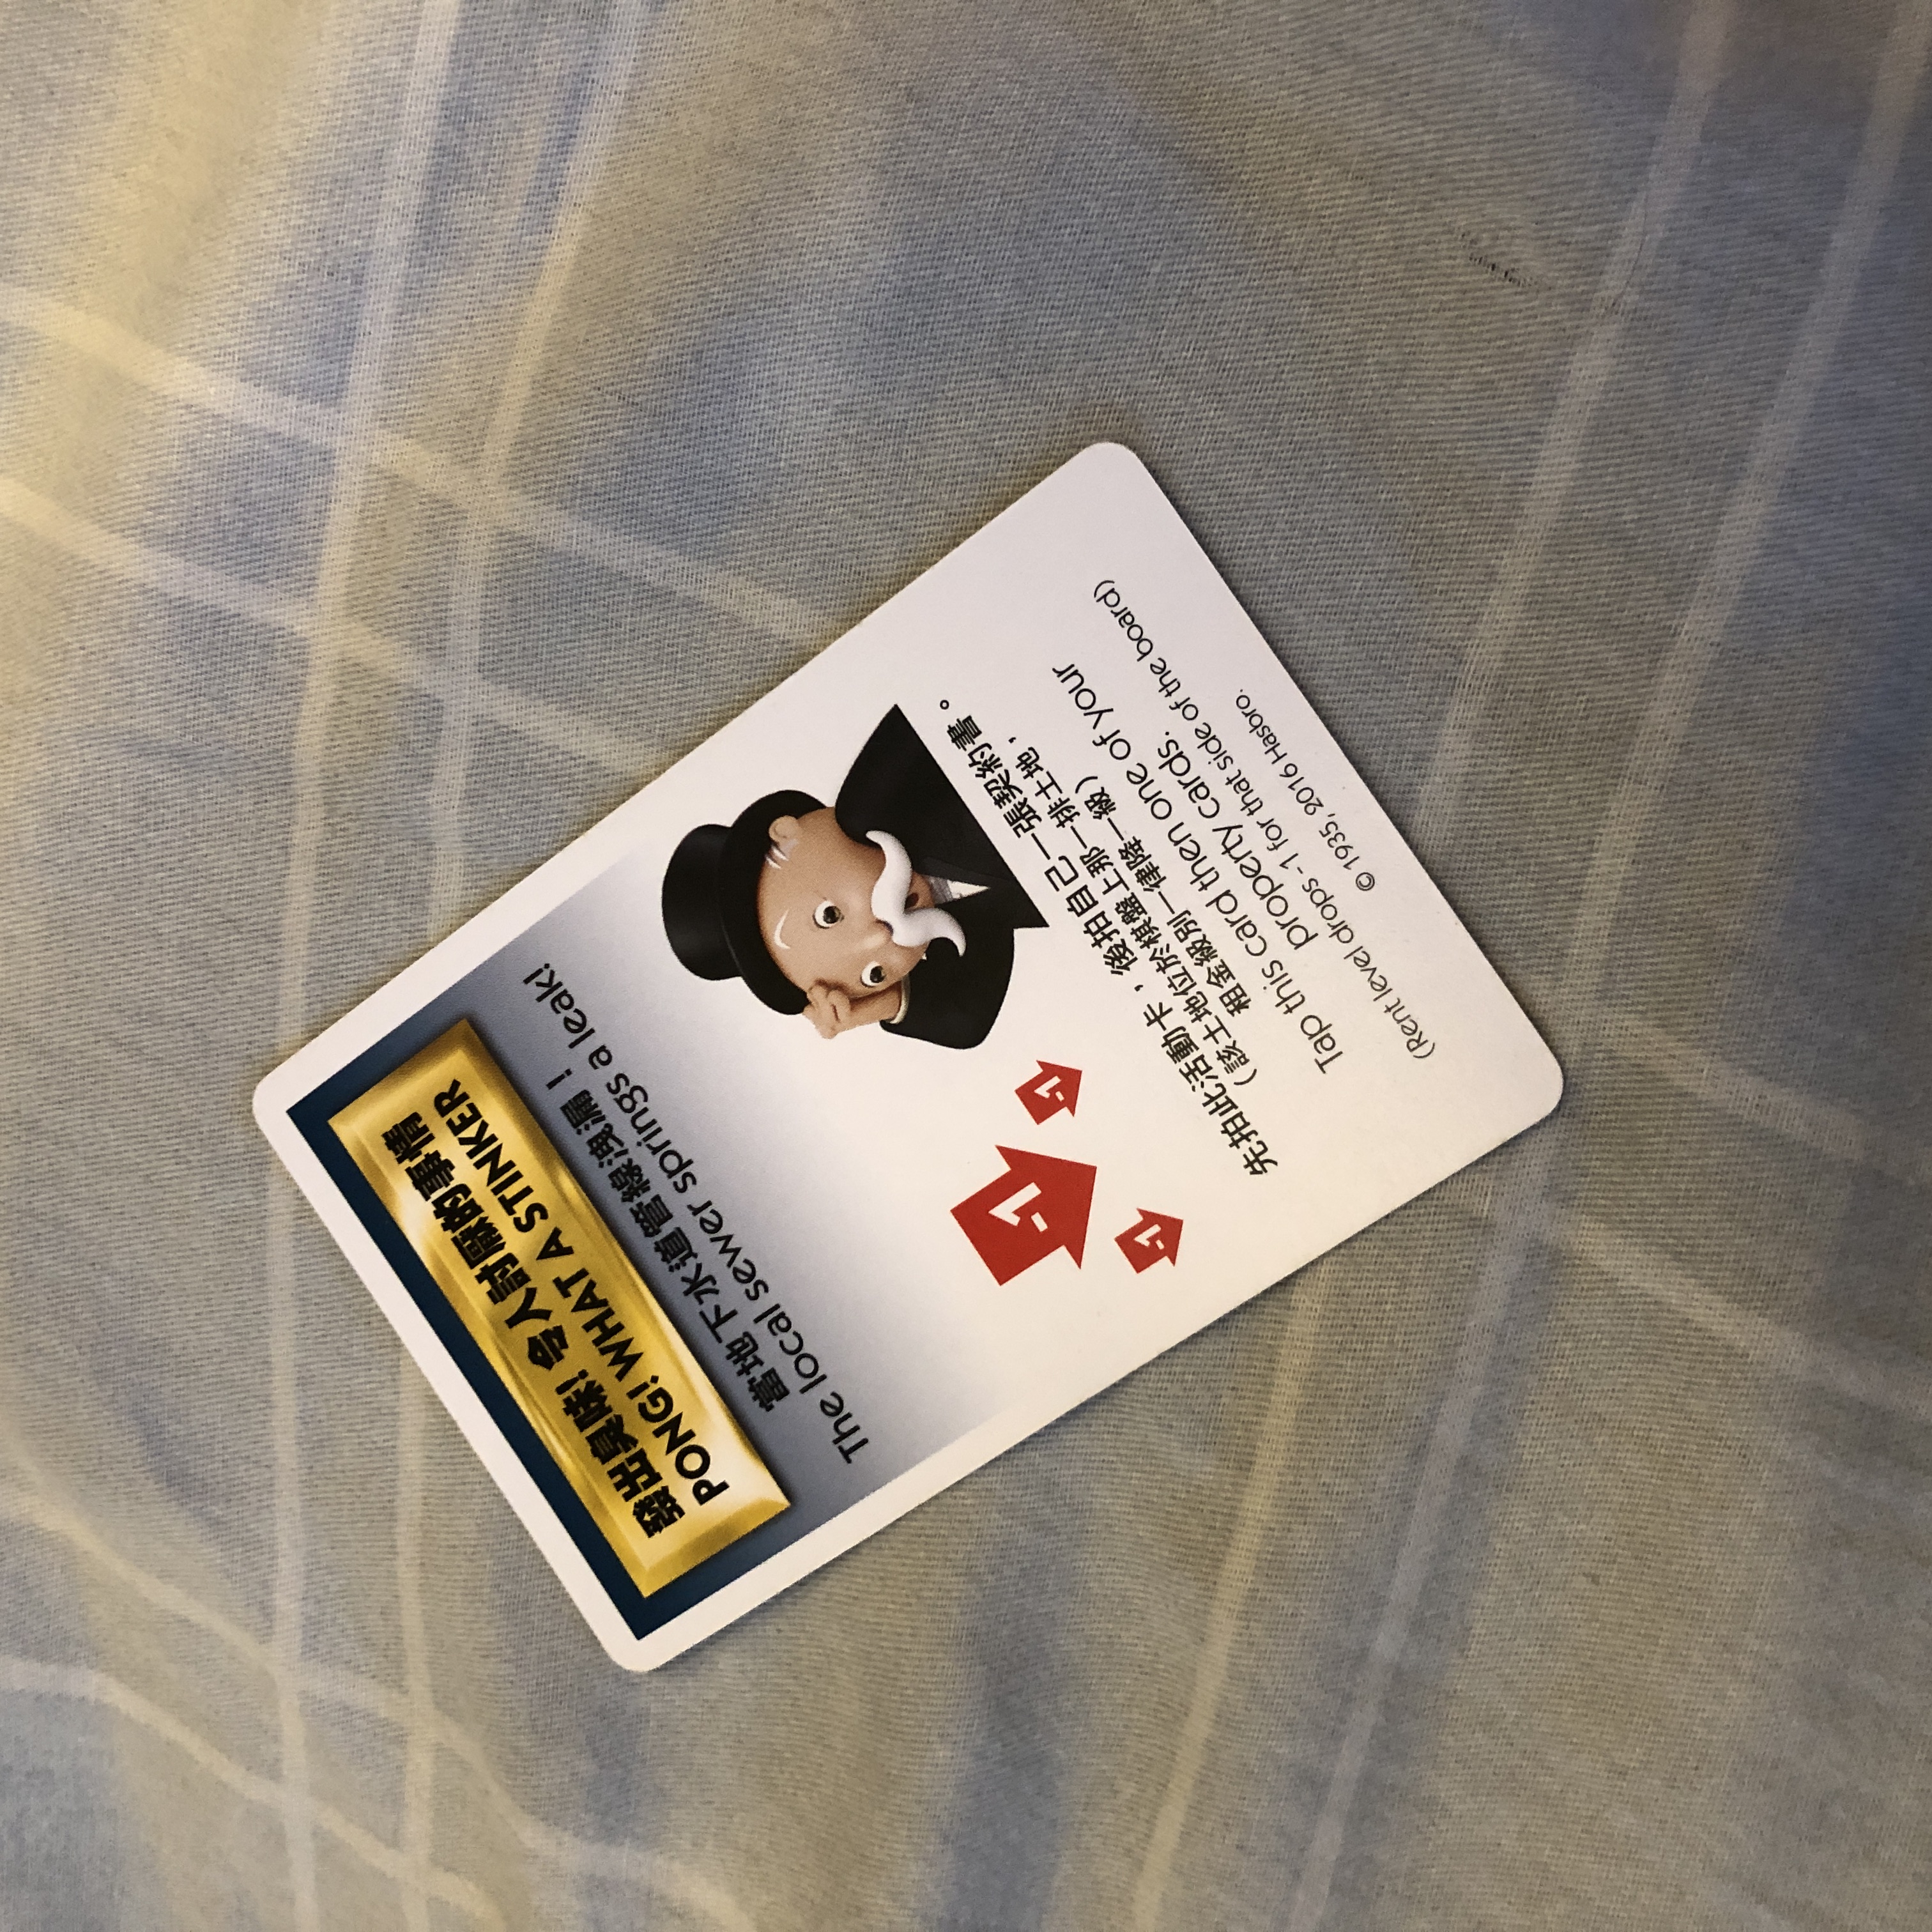 發出臭味! 令人討厭的事情
PONG! WHAT A STINKER
當地下水道管線洩漏！
The local sewer springs a leak!
-1
-1
-1
先拍此活動卡，後拍自己一張契約書。
（該土地位於棋盤上那一排土地，
租金級別一律降一級）
Tap this card then one of your
property cards.
(Rent level drops -1 for that side of the board)
© 1935, 2016 Hasbro.